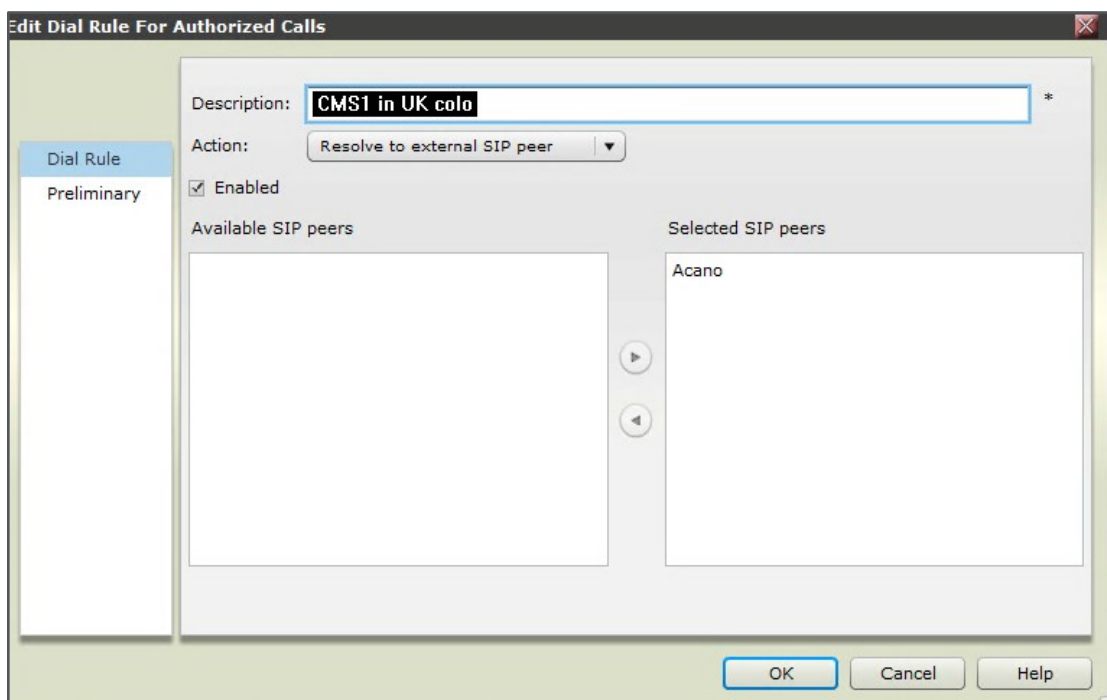 Edit Dial Rule For Authorized Calls
Description: CMS1 in UK colo *
Action: Resolve to external SIP peer
Dial Rule
Preliminary
Enabled
Available SIP peers
Selected SIP peers
Acano
OK Cancel Help